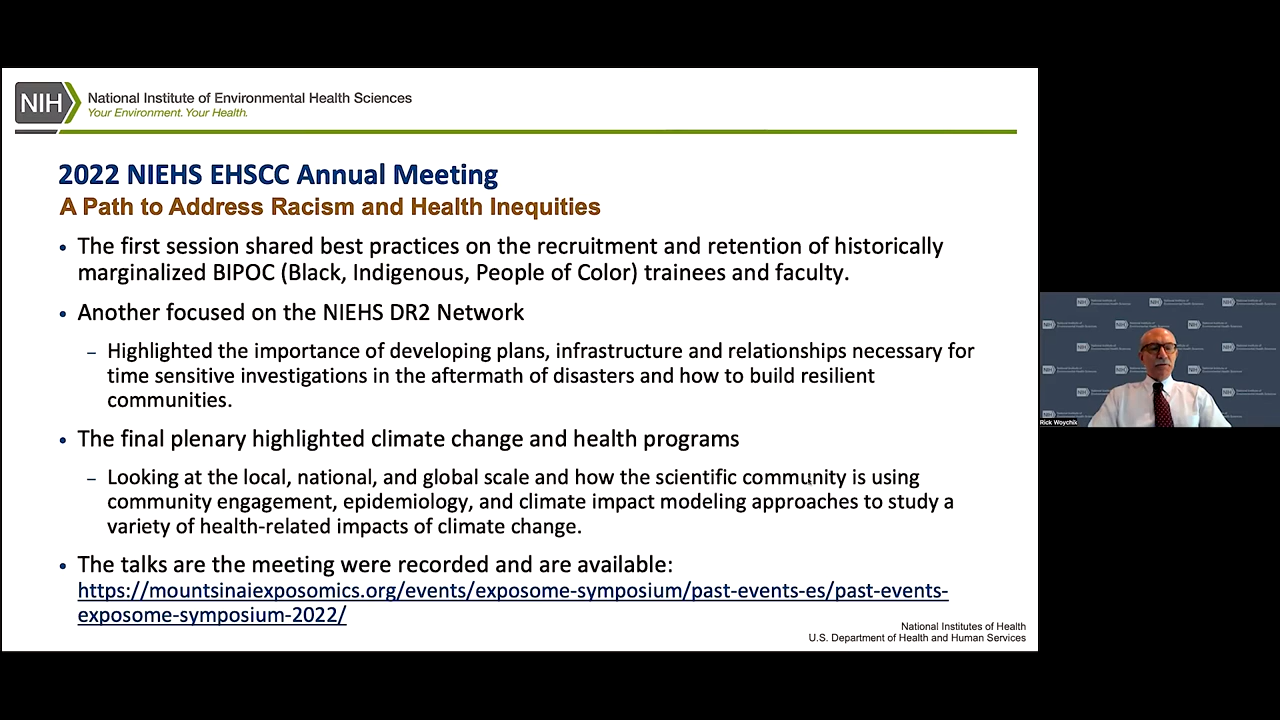 NIH
National Institute of Environmental Health Sciences
Your Environment. Your Health.
2022 NIEHS EHSCC Annual Meeting
A Path to Address Racism and Health Inequities
• The first session shared best practices on the recruitment and retention of historically
marginalized BIPOC (Black, Indigenous, People of Color) trainees and faculty.
• Another focused on the NIEHS DR2 Network
– Highlighted the importance of developing plans, infrastructure and relationships necessary for
time sensitive investigations in the aftermath of disasters and how to build resilient
communities.
• The final plenary highlighted climate change and health programs
– Looking at the local, national, and global scale and how the scientific community is using
community engagement, epidemiology, and climate impact modeling approaches to study a
variety of health-related impacts of climate change.
• The talks are the meeting were recorded and are available:
https://mountsinaiexposomics.org/events/exposome-symposium/past-events-es/past-events-
exposome-symposium-2022/
National Institutes of Health
U.S. Department of Health and Human Services
Rick Woychik